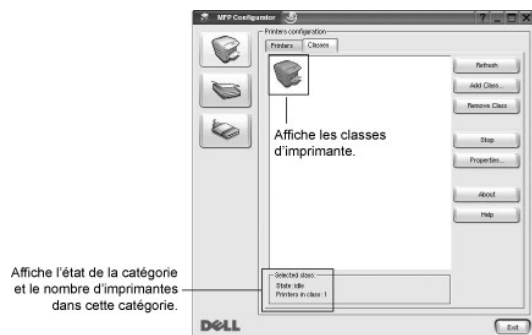 MFP Configurator
Printers configuration
Printers
Classes
Refresh
Add Class...
Remove Class
Affiche les classes
d'imprimante.
Stop
Properties...
About
Help
Selected class:
State: idle
Printers in class: 1
Affiche l'état de la catégorie
et le nombre d'imprimantes
dans cette catégorie.
DELL
Exit